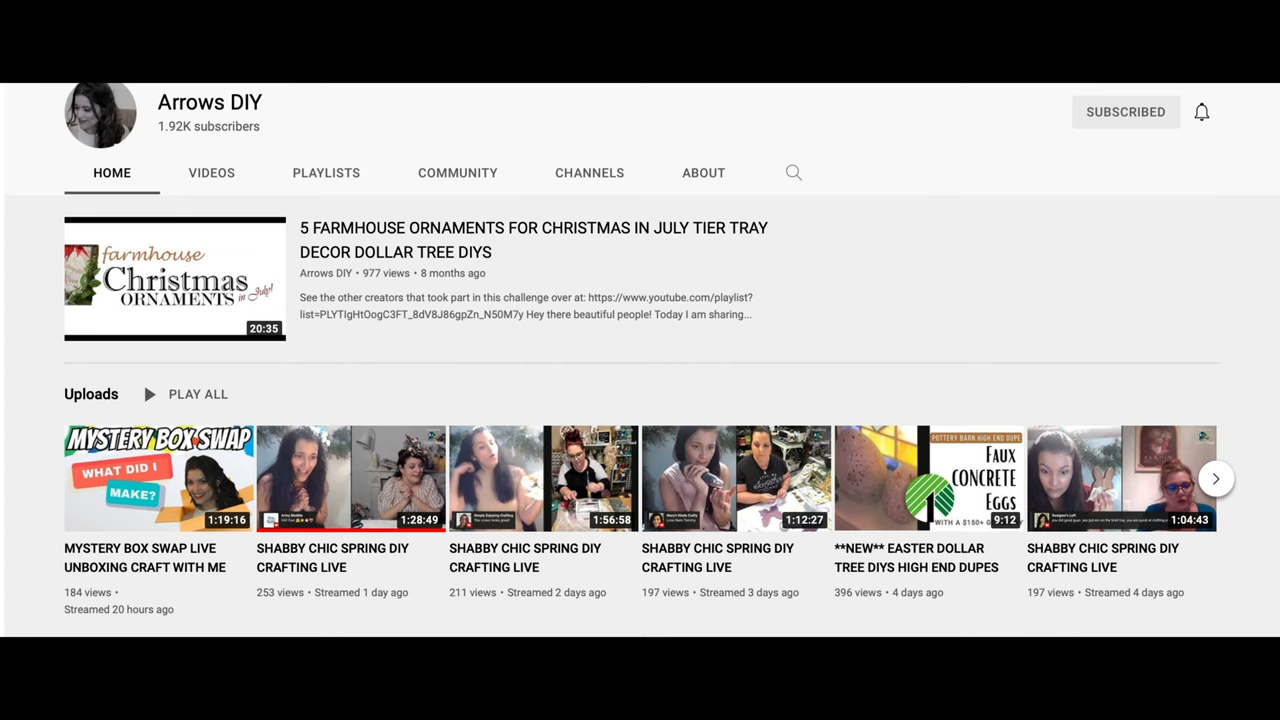 Arrows DIY
1.92K subscribers
SUBSCRIBED
HOME
VIDEOS
PLAYLISTS
COMMUNITY
CHANNELS
ABOUT
farmhouse
Christmas
ORNAMENTS in July!
20:35
5 FARMHOUSE ORNAMENTS FOR CHRISTMAS IN JULY TIER TRAY
DECOR DOLLAR TREE DIYS
Arrows DIY • 977 views • 8 months ago
See the other creators that took part in this challenge over at: https://www.youtube.com/playlist?
list=PLYTIgHtOogC3FT_8dV8J86gpZn_N50M7y Hey there beautiful people! Today I am sharing...
Uploads
PLAY ALL
MYSTERY BOX SWAP
WHAT DID I
MAKE?
1:19:16
MYSTERY BOX SWAP LIVE
UNBOXING CRAFT WITH ME
184 views •
Streamed 20 hours ago
1:28:49
SHABBY CHIC SPRING DIY
CRAFTING LIVE
253 views • Streamed 1 day ago
1:56:58
SHABBY CHIC SPRING DIY
CRAFTING LIVE
211 views • Streamed 2 days ago
1:12:27
SHABBY CHIC SPRING DIY
CRAFTING LIVE
197 views • Streamed 3 days ago
POTTERY BARN HIGH END DUPE
FAUX
CONCRETE
EGGS
WITH A $150+
9:12
**NEW** EASTER DOLLAR
TREE DIYS HIGH END DUPES
396 views • 4 days ago
1:04:43
SHABBY CHIC SPRING DIY
CRAFTING LIVE
197 views • Streamed 4 days ago